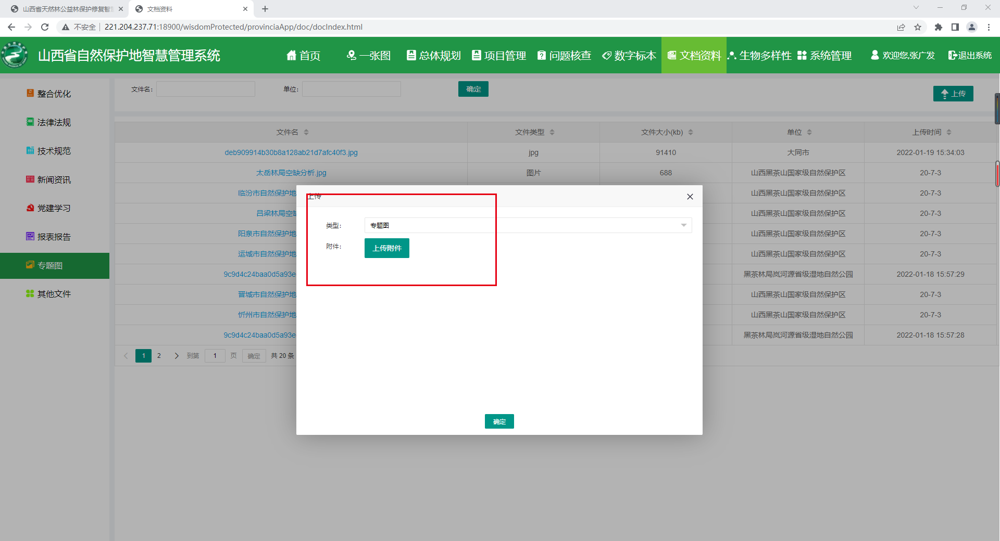 山西省天然林公益林保护修复智
文档资料
不安全
221.204.237.71:18900/wisdomProtected/provinciaApp/doc/docIndex.html
山西省自然保护地智慧管理系统
首页
一张图
总体规划
项目管理
问题核查
数字标本
文档资料
生物多样性
系统管理
欢迎您,张广发
退出系统
整合优化
法律法规
技术规范
新闻资讯
党建学习
报表报告
专题图
其他文件
文件名:
单位:
确定
上传
文件名 文件类型 文件大小(kb) 单位 上传时间
deb909914b30b8a128ab21d7afc40f3.jpg jpg 91410 大同市 2022-01-19 15:34:03
太岳林局空缺分析.jpg 图片 688 山西黑茶山国家级自然保护区 20-7-3
临汾市自然保护地 山西黑茶山国家级自然保护区 20-7-3
吕梁林局空缺 山西黑茶山国家级自然保护区 20-7-3
阳泉市自然保护地 山西黑茶山国家级自然保护区 20-7-3
运城市自然保护地 山西黑茶山国家级自然保护区 20-7-3
9c9d4c24baa0d5a93e 黑茶林局岚河源省级湿地自然公园 2022-01-18 15:57:29
晋城市自然保护地 山西黑茶山国家级自然保护区 20-7-3
忻州市自然保护地 山西黑茶山国家级自然保护区 20-7-3
9c9d4c24baa0d5a93e 黑茶林局岚河源省级湿地自然公园 2022-01-18 15:57:28
1 2 到第 1 页 确定 共 20 条
上传
类型: 专题图
附件: 上传附件
确定